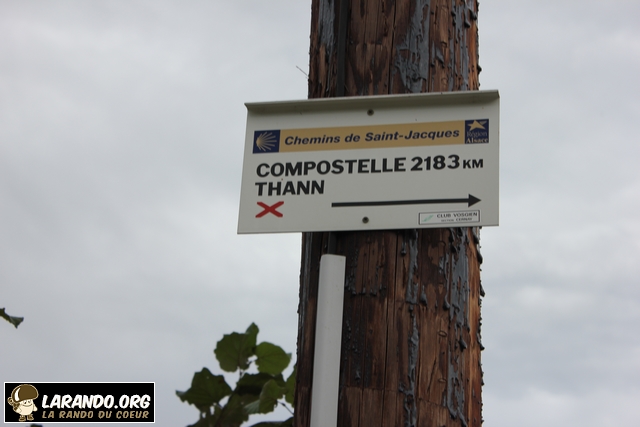 Chemins de Saint-Jacques
Région
Alsace
COMPOSTELLE 2183 KM
THANN
CLUB VOSGIEN
LARANDO.ORG
LA RANDO DU COEUR